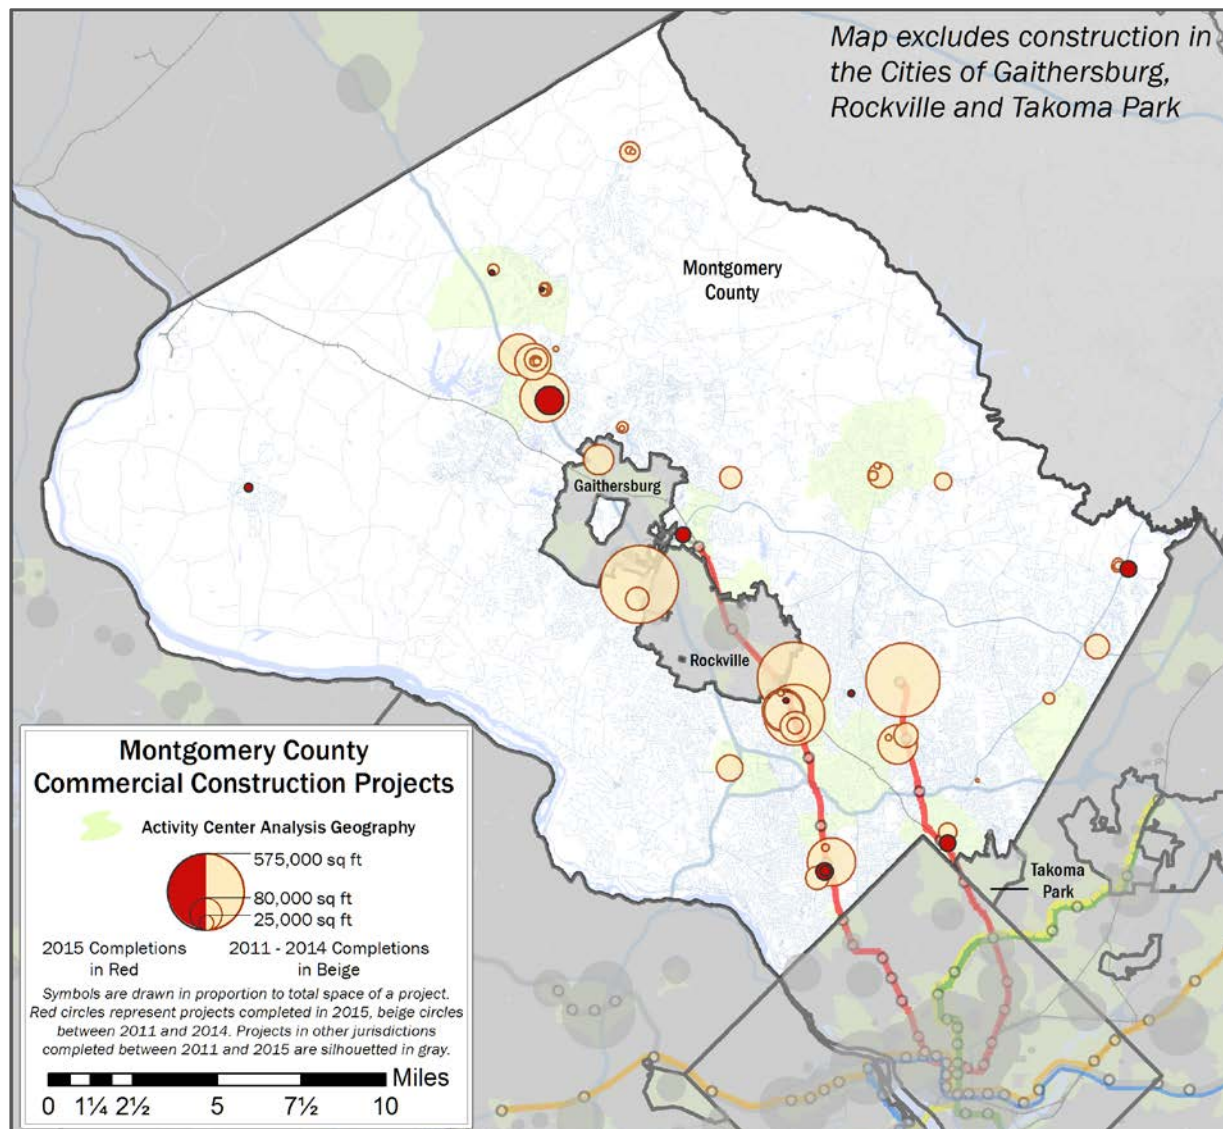 Map excludes construction in
the Cities of Gaithersburg,
Rockville and Takoma Park
Montgomery
County
Gaithersburg
Rockville
Takoma
Park
Montgomery County
Commercial Construction Projects
Activity Center Analysis Geography
575,000 sq ft
80,000 sq ft
25,000 sq ft
2015 Completions
in Red
2011 - 2014 Completions
in Beige
Symbols are drawn in proportion to total space of a project.
Red circles represent projects completed in 2015, beige circles
between 2011 and 2014. Projects in other jurisdictions
completed between 2011 and 2015 are silhouetted in gray.
Miles
0 1¼ 2½ 5 7½ 10